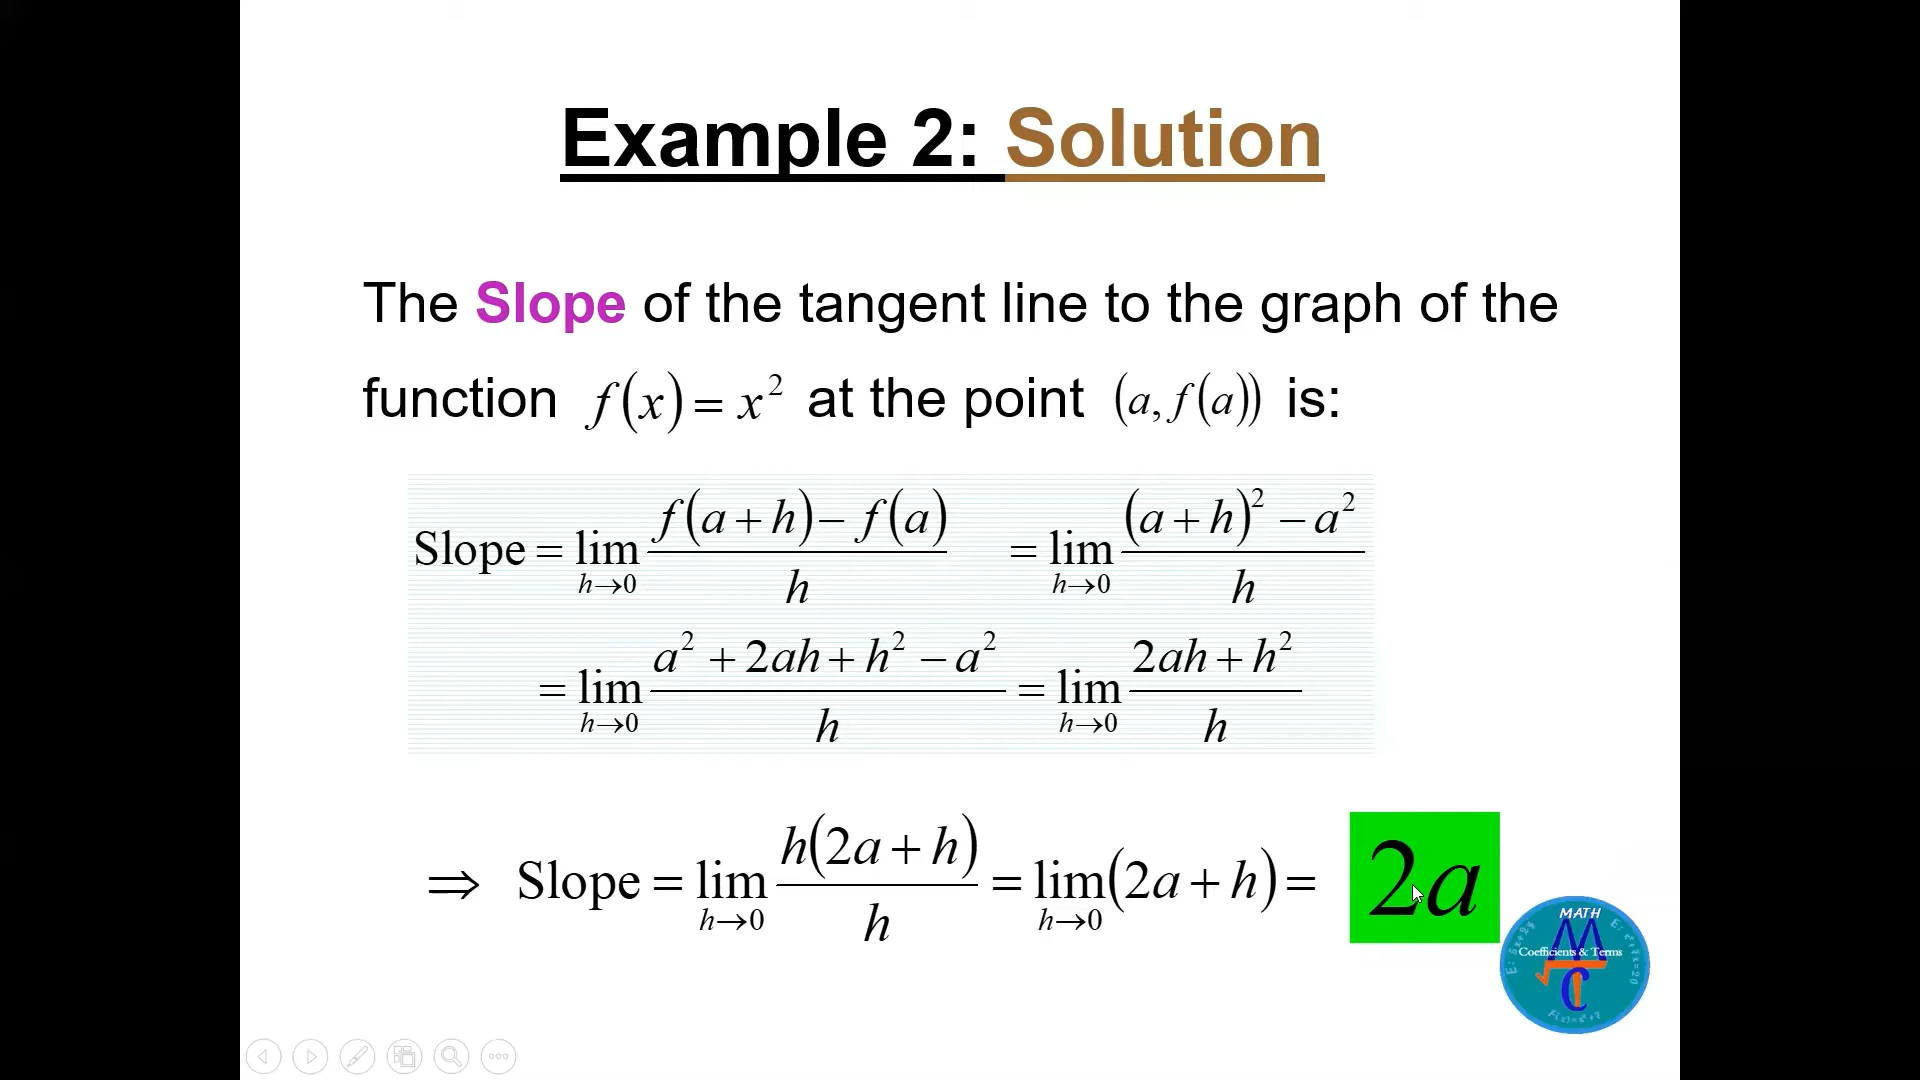 Example 2: Solution
The Slope of the tangent line to the graph of the
function f(x) = x² at the point (a, f(a)) is:
Slope = lim h→0 f(a + h) − f(a) / h = lim h→0 (a + h)² − a² / h
= lim h→0 a² + 2ah + h² − a² / h = lim h→0 2ah + h² / h
⇒ Slope = lim h→0 h(2a + h) / h = lim h→0 (2a + h) = 2a
MATH
M
Coefficients & Terms
C